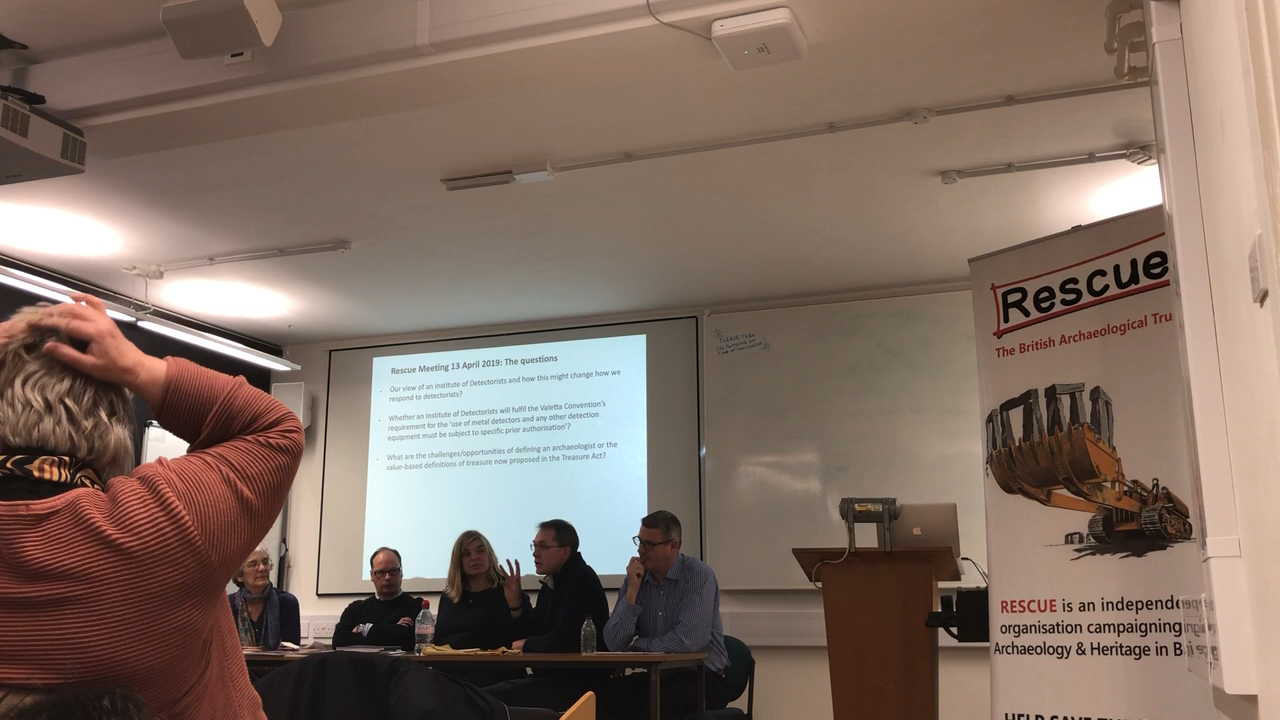 Rescue Meeting 13 April 2019: The questions
Our view of an Institute of Detectorists and how this might change how we
respond to detectorists?
Whether an Institute of Detectorists will fulfil the Valetta Convention's
requirement for the 'use of metal detectors and any other detection
equipment must be subject to specific prior authorisation'?
What are the challenges/opportunities of defining an archaeologist or the
value-based definitions of treasure now proposed in the Treasure Act?
Rescue
The British Archaeological Tru
RESCUE is an independe
organisation campaigning
Archaeology & Heritage in B
HELP SAVE